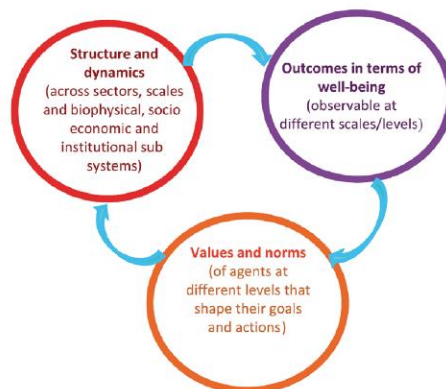 Structure and
dynamics
(across sectors, scales
and biophysical, socio
economic and
institutional sub
systems)
Outcomes in terms of
well-being
(observable at
different scales/levels)
Values and norms
(of agents at
different levels that
shape their goals
and actions)